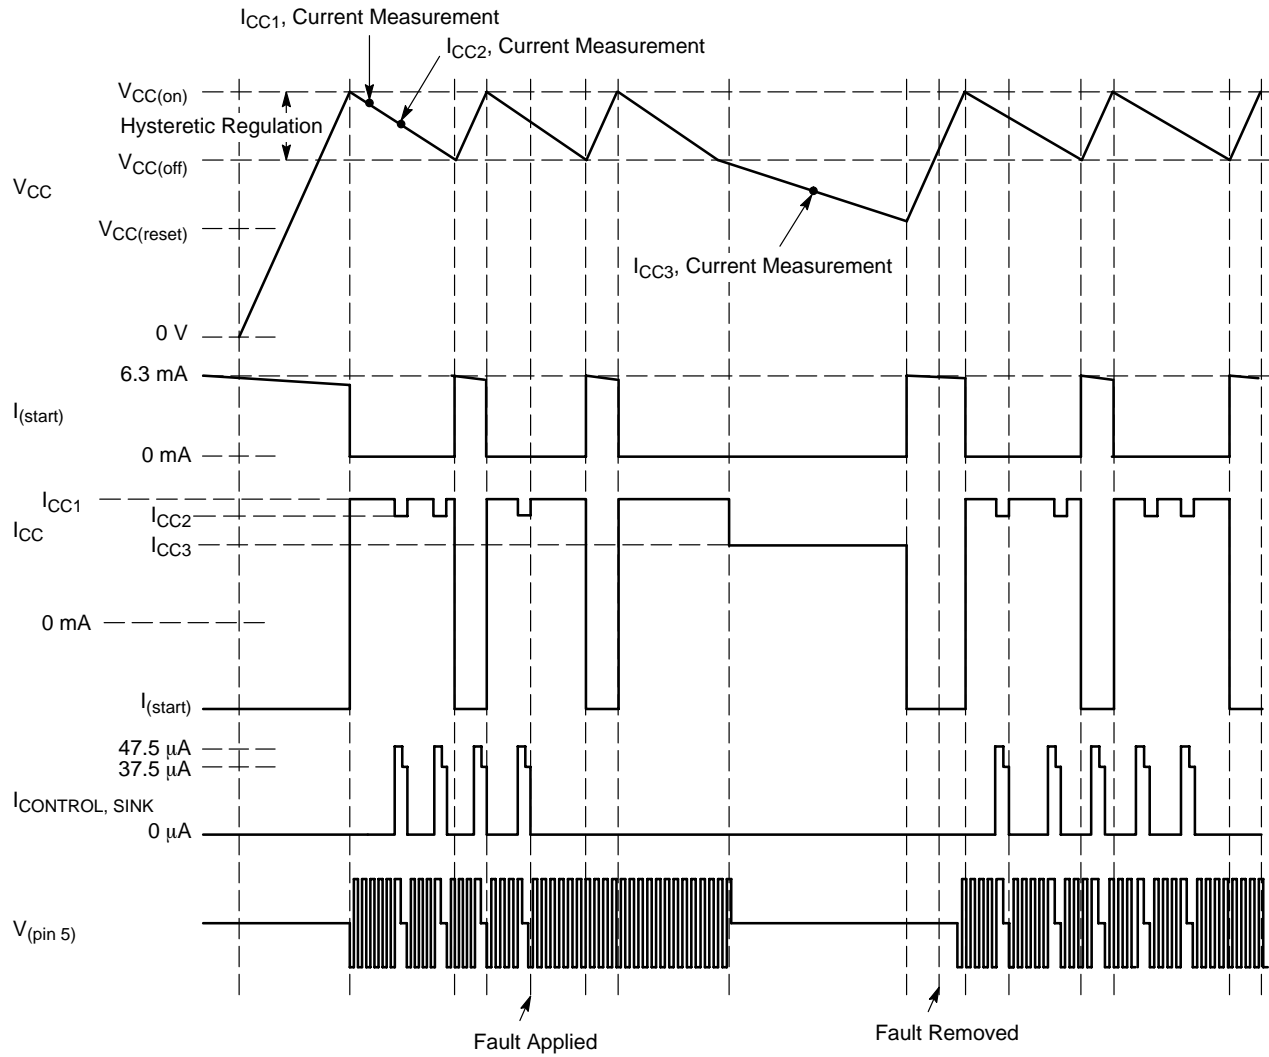 I_CC1, Current Measurement
I_CC2, Current Measurement
V_CC(on)
Hysteretic Regulation
V_CC(off)
V_CC
V_CC(reset)
I_CC3, Current Measurement
0 V
6.3 mA
I_(start)
0 mA
I_CC1
I_CC2
I_CC
I_CC3
0 mA
I_(start)
47.5 μA
37.5 μA
I_CONTROL, SINK
0 μA
V_(pin 5)
Fault Applied
Fault Removed